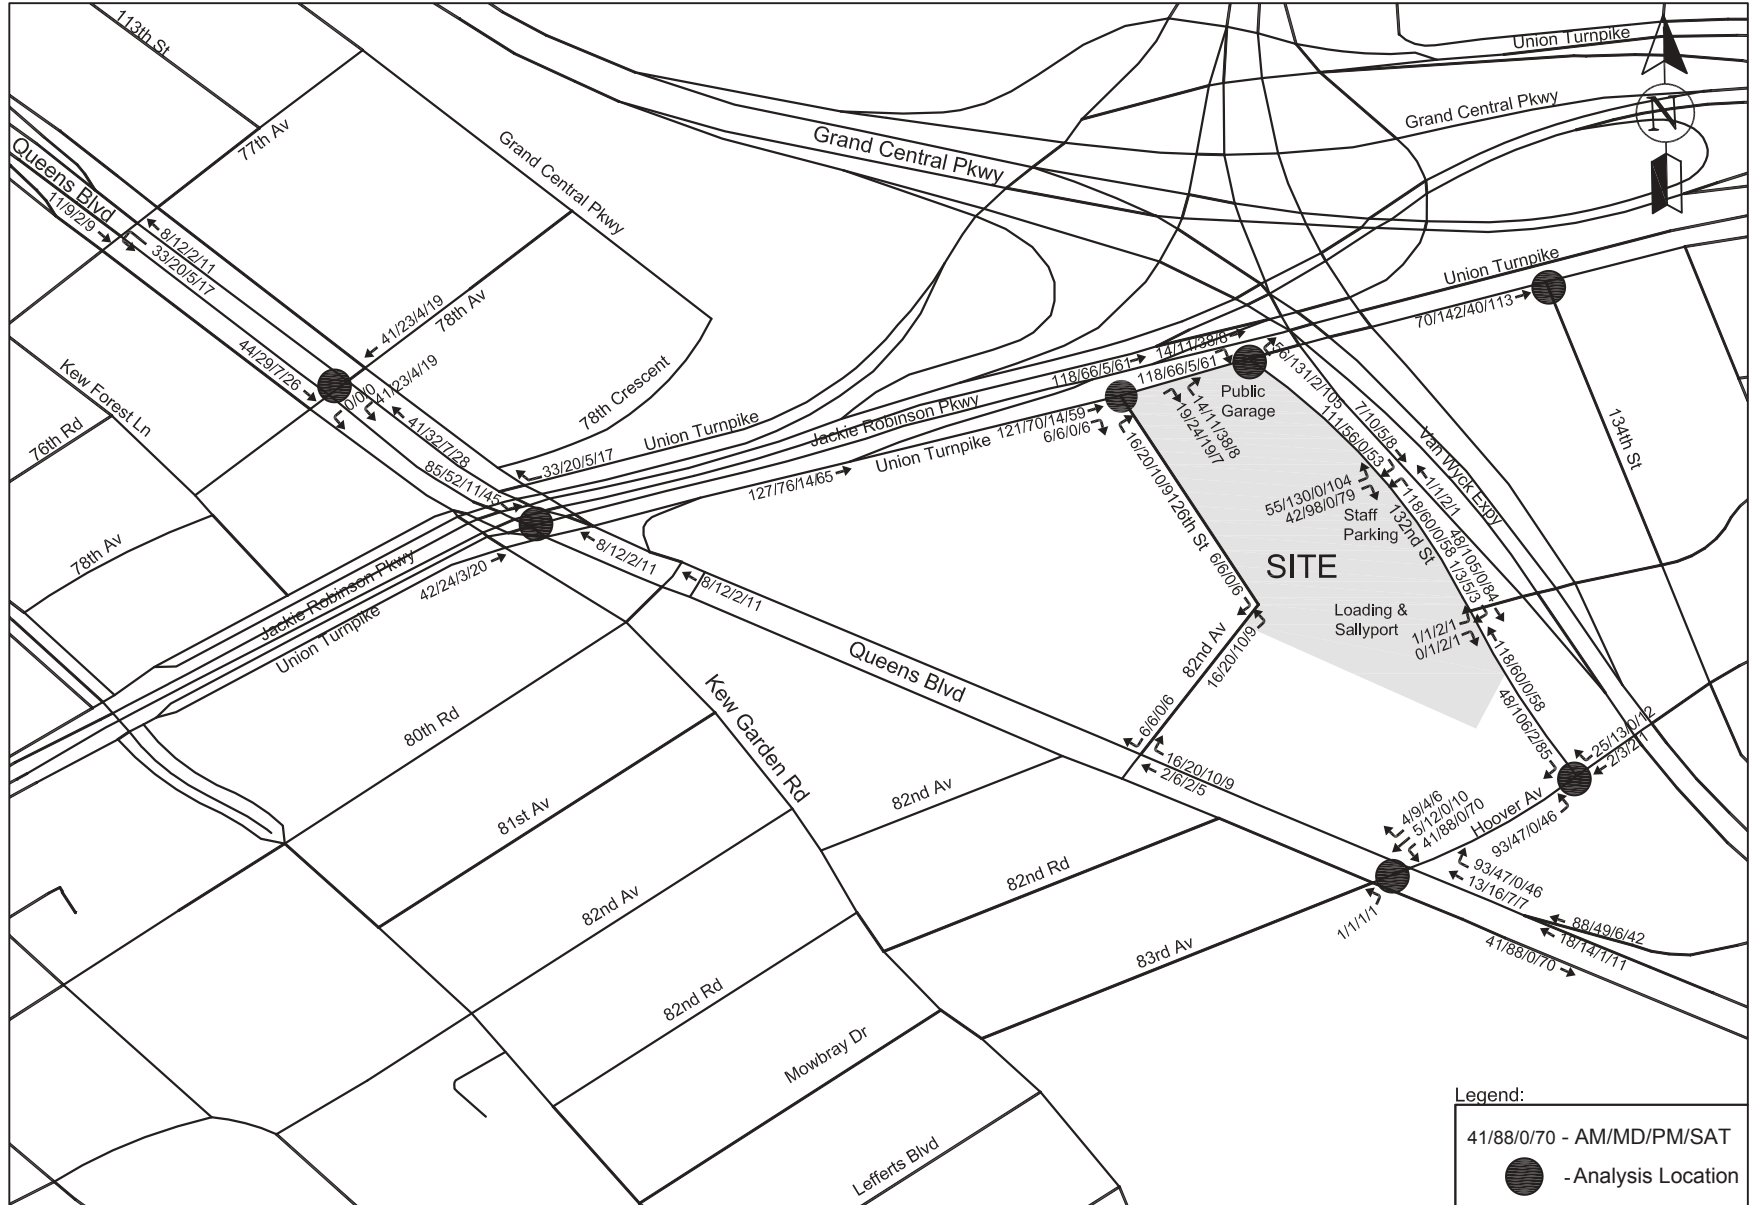 113th St
77th Av
Queens Blvd
11/9/2/9
8/12/2/11
33/20/5/17
Grand Central Pkwy
Grand Central Pkwy
Union Turnpike
Grand Central Pkwy
N
Union Turnpike
70/142/40/113
41/23/4/19
78th Av
44/29/7/26
0/0/0
41/23/4/19
41/32/7/28
85/52/11/45
Kew Forest Ln
76th Rd
78th Av
78th Crescent
Union Turnpike
33/20/5/17
Jackie Robinson Pkwy
Union Turnpike
127/76/14/65
121/70/14/59
6/6/0/6
118/66/5/61
14/11/38/8
118/66/5/61
14/11/38/8
19/24/19/7
Public
Garage
56/131/2/105
111/56/0/53
7/10/5/8
Van Wyck Expy
1/1/2/1
134th St
55/130/0/104
42/98/0/79
Staff
Parking
118/60/0/58
132nd St
48/105/0/84
1/3/5/3
16/20/10/9
126th St
6/6/0/6
SITE
Loading &
Sallyport
1/1/2/1
0/1/2/1
118/60/0/58
48/106/2/85
Jackie Robinson Pkwy
Union Turnpike
42/24/3/20
8/12/2/11
8/12/2/11
82nd Av
16/20/10/9
6/6/0/6
16/20/10/9
2/6/2/5
Queens Blvd
Kew Garden Rd
80th Rd
81st Av
82nd Av
82nd Rd
Mowbray Dr
Lefferts Blvd
82nd Av
82nd Rd
83rd Av
25/13/0/12
2/3/2/1
4/9/4/6
5/12/0/10
41/88/0/70
Hoover Av
93/47/0/46
93/47/0/46
13/16/7/7
1/1/1/1
88/49/6/42
18/14/1/11
41/88/0/70
Legend:
41/88/0/70 - AM/MD/PM/SAT
- Analysis Location